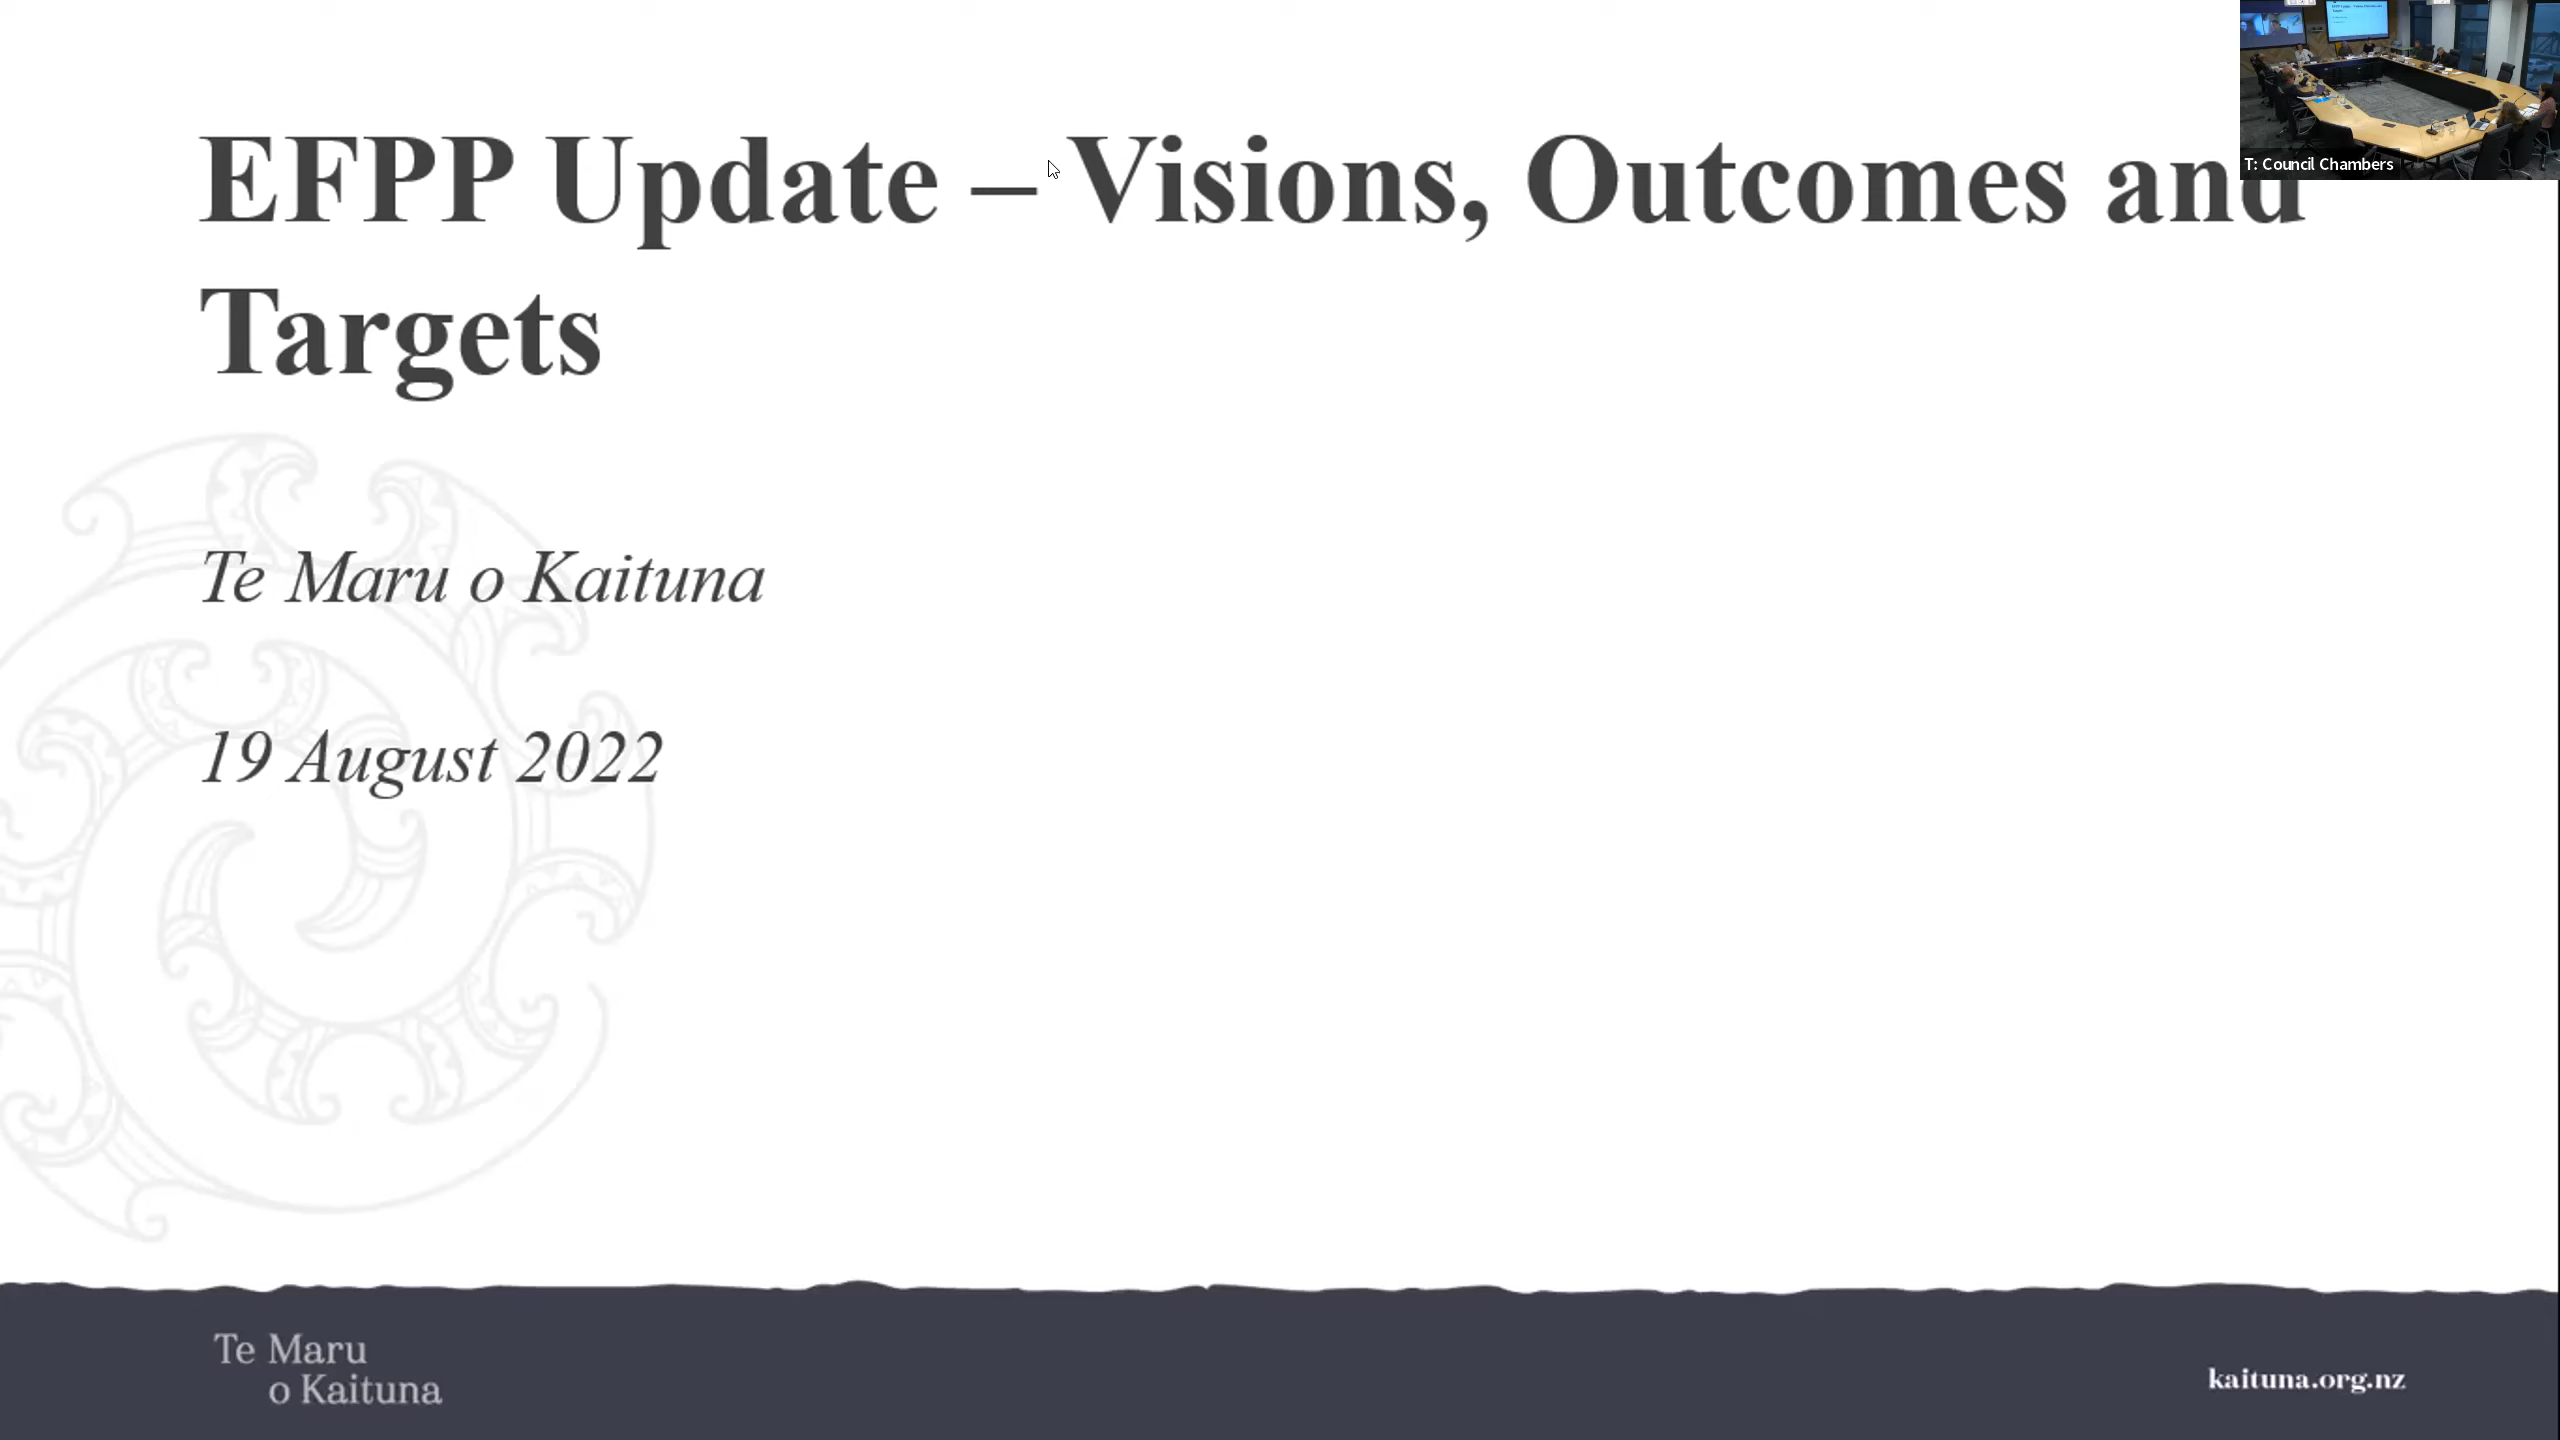 EFPP Update – Visions, Outcomes and
Targets
T: Council Chambers
Te Maru o Kaituna
19 August 2022
Te Maru
o Kaituna
kaituna.org.nz